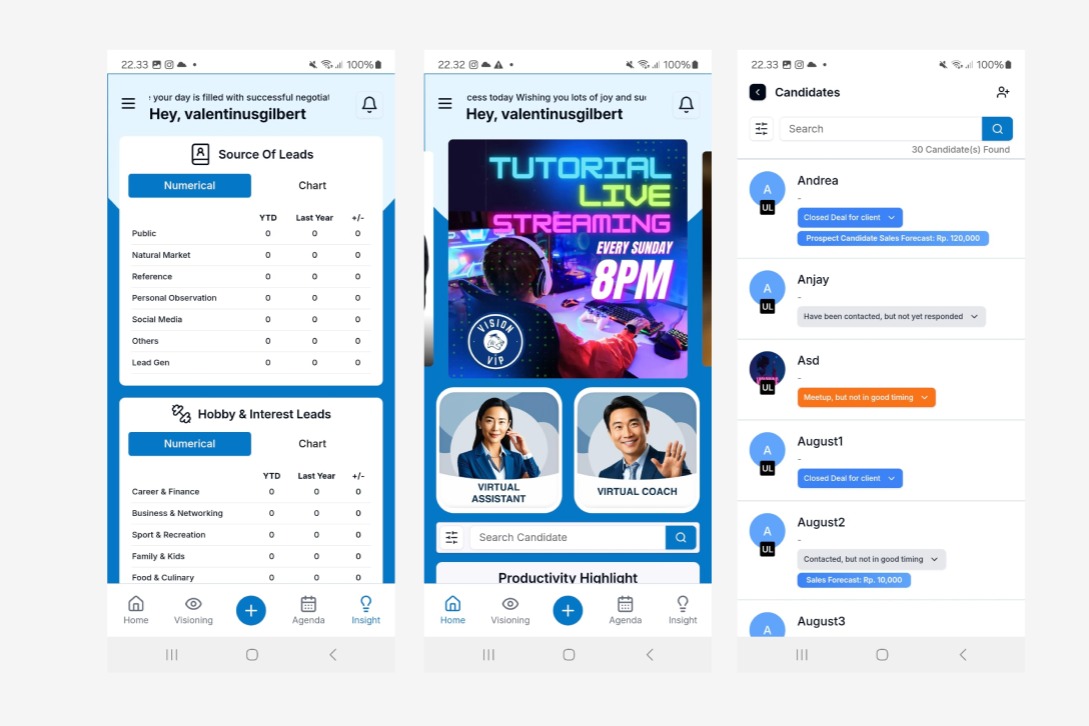 22.33
100%
your day is filled with successful negotiat
Hey, valentinusgilbert
Source Of Leads
Numerical Chart
YTD Last Year +/-
Public 0 0 0
Natural Market 0 0 0
Reference 0 0 0
Personal Observation 0 0 0
Social Media 0 0 0
Others 0 0 0
Lead Gen 0 0 0
Hobby & Interest Leads
Numerical Chart
YTD Last Year +/-
Career & Finance 0 0 0
Business & Networking 0 0 0
Sport & Recreation 0 0 0
Family & Kids 0 0 0
Food & Culinary 0 0 0
Home Visioning Agenda Insight
22.32
100%
cess today Wishing you lots of joy and suc
Hey, valentinusgilbert
TUTORIAL
LIVE
STREAMING
EVERY SUNDAY
8PM
VISION
VIP
VIRTUAL
ASSISTANT
VIRTUAL COACH
Search Candidate
Productivity Highlight
Home Visioning Agenda Insight
22.33
100%
Candidates
Search
30 Candidate(s) Found
A
UL
Andrea
-
Closed Deal for client
Prospect Candidate Sales Forecast: Rp. 120,000
A
UL
Anjay
-
Have been contacted, but not yet responded
UL
Asd
-
Meetup, but not in good timing
A
UL
August1
-
Closed Deal for client
A
UL
August2
-
Contacted, but not in good timing
Sales Forecast: Rp. 10,000
A
August3